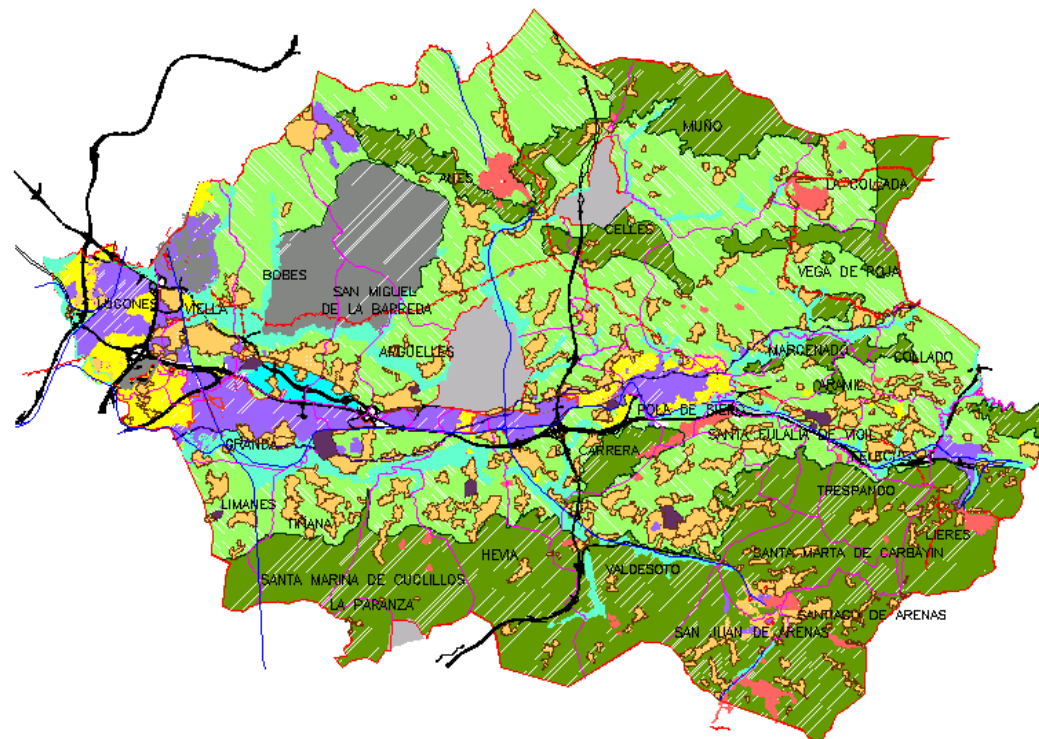 MUÑO
ANES
LA COLLADA
CELLES
VEGA DE POJA
BOBES
SAN MIGUEL
DE LA BARREDA
LUGONES
VIELLA
ARGÜELLES
MARCENADO
COLLADO
ARAMIL
POLA DE SIERO
SANTA EULALIA DE VIGIL
GRANDA
LA CARRERA
FELECHES
TRESPANDO
LIMANES
TIÑANA
LIERES
HEVIA
SANTA MARTA DE CARBAYIN
VALDESOTO
SANTA MARINA DE CUCLILLOS
LA PARANZA
SANTIAGO DE ARENAS
SAN JUAN DE ARENAS